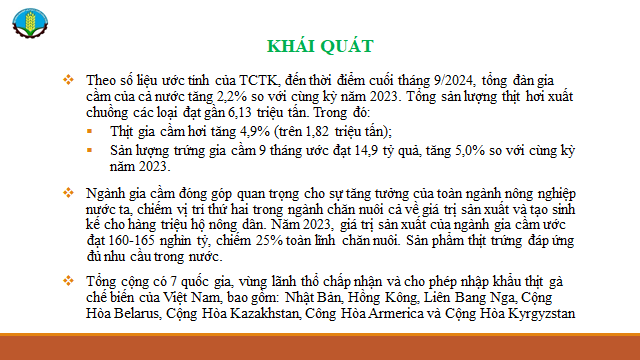 KHÁI QUÁT
❖ Theo số liệu ước tính của TCTK, đến thời điểm cuối tháng 9/2024, tổng đàn gia
cầm của cả nước tăng 2,2% so với cùng kỳ năm 2023. Tổng sản lượng thịt hơi xuất
chuồng các loại đạt gần 6,13 triệu tấn. Trong đó:
▪ Thịt gia cầm hơi tăng 4,9% (trên 1,82 triệu tấn);
▪ Sản lượng trứng gia cầm 9 tháng ước đạt 14,9 tỷ quả, tăng 5,0% so với cùng kỳ
năm 2023.
❖ Ngành gia cầm đóng góp quan trọng cho sự tăng tưởng của toàn ngành nông nghiệp
nước ta, chiếm vị trí thứ hai trong ngành chăn nuôi cả về giá trị sản xuất và tạo sinh
kế cho hàng triệu hộ nông dân. Năm 2023, giá trị sản xuất của ngành gia cầm ước
đạt 160-165 nghìn tỷ, chiếm 25% toàn lĩnh chăn nuôi. Sản phẩm thịt trứng đáp ứng
đủ nhu cầu trong nước.
❖ Tổng cộng có 7 quốc gia, vùng lãnh thổ chấp nhận và cho phép nhập khẩu thịt gà
chế biến của Việt Nam, bao gồm: Nhật Bản, Hồng Kông, Liên Bang Nga, Cộng
Hòa Belarus, Cộng Hòa Kazakhstan, Công Hòa Armerica và Cộng Hòa Kyrgyzstan